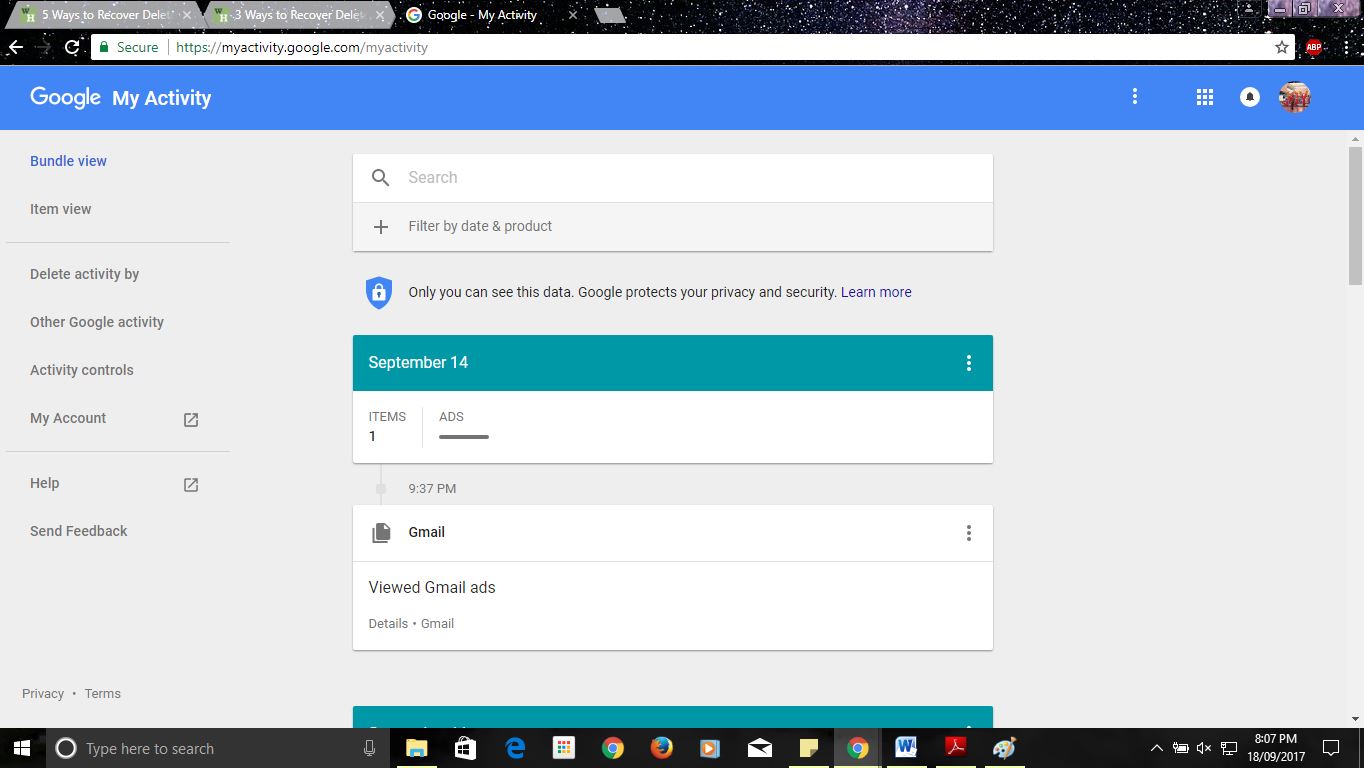 5 Ways to Recover Delet
3 Ways to Recover Delet
Google - My Activity
Secure
https://myactivity.google.com/myactivity
ABP
Google My Activity
Bundle view
Item view
Delete activity by
Other Google activity
Activity controls
My Account
Help
Send Feedback
Privacy • Terms
Search
Filter by date & product
Only you can see this data. Google protects your privacy and security. Learn more
September 14
ITEMS ADS
1
9:37 PM
Gmail
Viewed Gmail ads
Details • Gmail
Type here to search
8:07 PM
18/09/2017